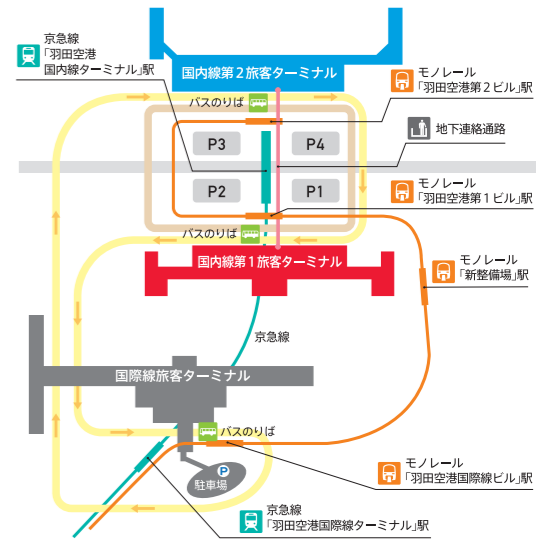 京急線
「羽田空港
国内線ターミナル」駅
国内線第2旅客ターミナル
モノレール
「羽田空港第2ビル」駅
バスのりば
P3
P4
地下連絡通路
P2
P1
モノレール
「羽田空港第1ビル」駅
バスのりば
国内線第1旅客ターミナル
モノレール
「新整備場」駅
京急線
国際線旅客ターミナル
バスのりば
P
駐車場
モノレール
「羽田空港国際線ビル」駅
京急線
「羽田空港国際線ターミナル」駅